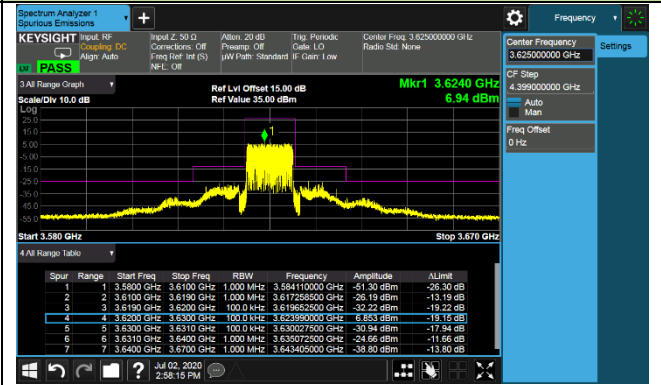 Spectrum Analyzer 1
Spurious Emissions
Frequency
KEYSIGHT Input: RF
Coupling: DC
Align: Auto
PASS
Input Z: 50 Ω
Corrections: Off
Freq Ref: Int (S)
NFE: Off
Atten: 20 dB
Preamp: Off
µW Path: Standard
Trig: Periodic
Gate: LO
IF Gain: Low
Center Freq: 3.625000000 GHz
Radio Std: None
Center Frequency
3.625000000 GHz
Settings
CF Step
4.399000000 GHz
Auto
Man
Freq Offset
0 Hz
3 All Range Graph
Scale/Div 10.0 dB
Ref Lvl Offset 15.00 dB
Ref Value 35.00 dBm
Mkr1 3.6240 GHz
6.94 dBm
Log
25.0
15.0
5.00
-5.00
-15.0
-25.0
-35.0
-45.0
-55.0
1
Start 3.580 GHz
Stop 3.670 GHz
4 All Range Table
Spur Range Start Freq Stop Freq RBW Frequency Amplitude ΔLimit
1 1 3.5800 GHz 3.6100 GHz 1.000 MHz 3.584110000 GHz -51.30 dBm -26.30 dB
2 2 3.6100 GHz 3.6190 GHz 1.000 MHz 3.617258500 GHz -26.19 dBm -13.19 dB
3 3 3.6190 GHz 3.6200 GHz 100.0 kHz 3.619652500 GHz -32.22 dBm -19.22 dB
4 4 3.6200 GHz 3.6300 GHz 100.0 kHz 3.623990000 GHz 6.853 dBm -19.15 dB
5 5 3.6300 GHz 3.6310 GHz 100.0 kHz 3.630027500 GHz -30.94 dBm -17.94 dB
6 6 3.6310 GHz 3.6400 GHz 1.000 MHz 3.635072500 GHz -24.66 dBm -11.66 dB
7 7 3.6400 GHz 3.6700 GHz 1.000 MHz 3.643405000 GHz -38.80 dBm -13.80 dB
Jul 02, 2020
2:58:15 PM